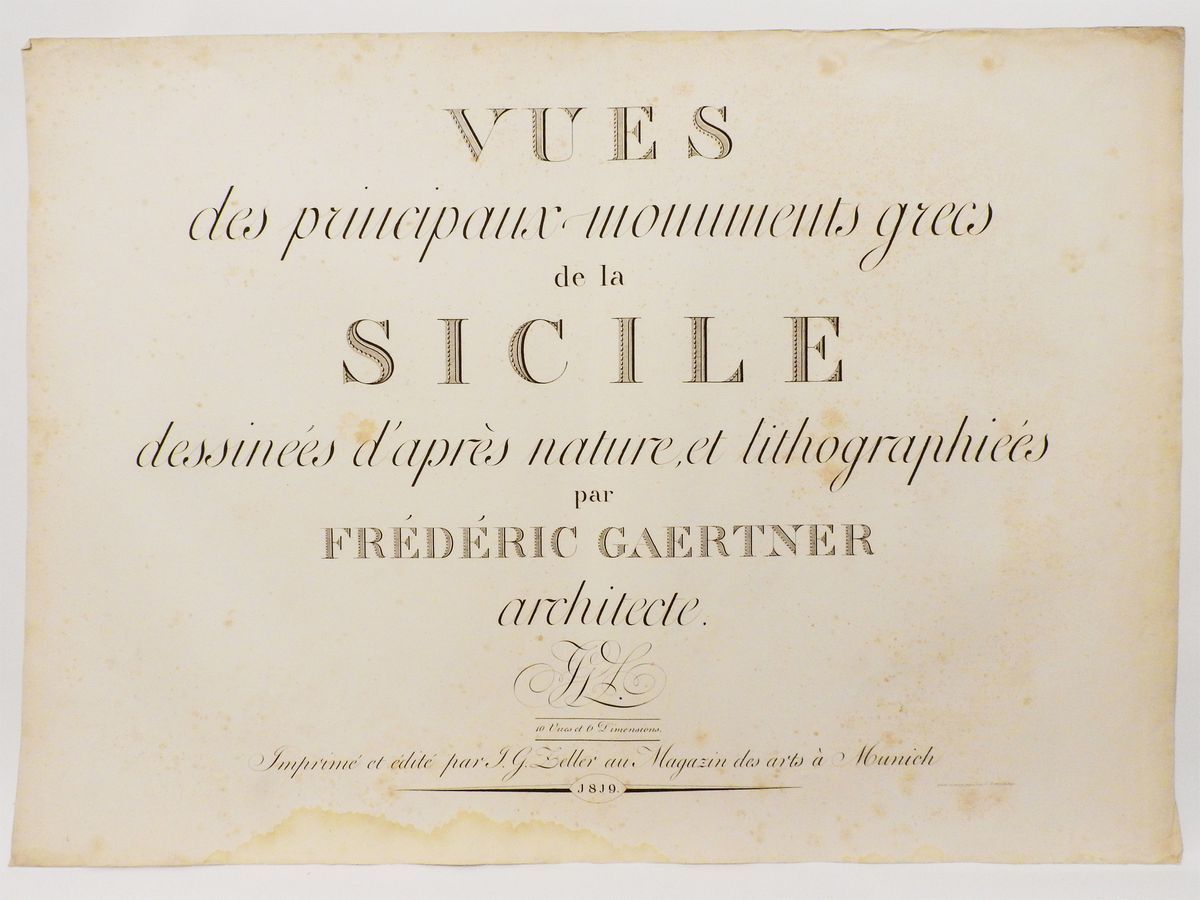 VUES
des principaux monuments grecs
de la
SICILE
dessinées d'après nature, et lithographiées
par
FRÉDÉRIC GAERTNER
architecte.
10 Vues et 6 Dimensions.
Imprimé et édité par J. G. Zeller au Magazin des arts à Munich
1819.